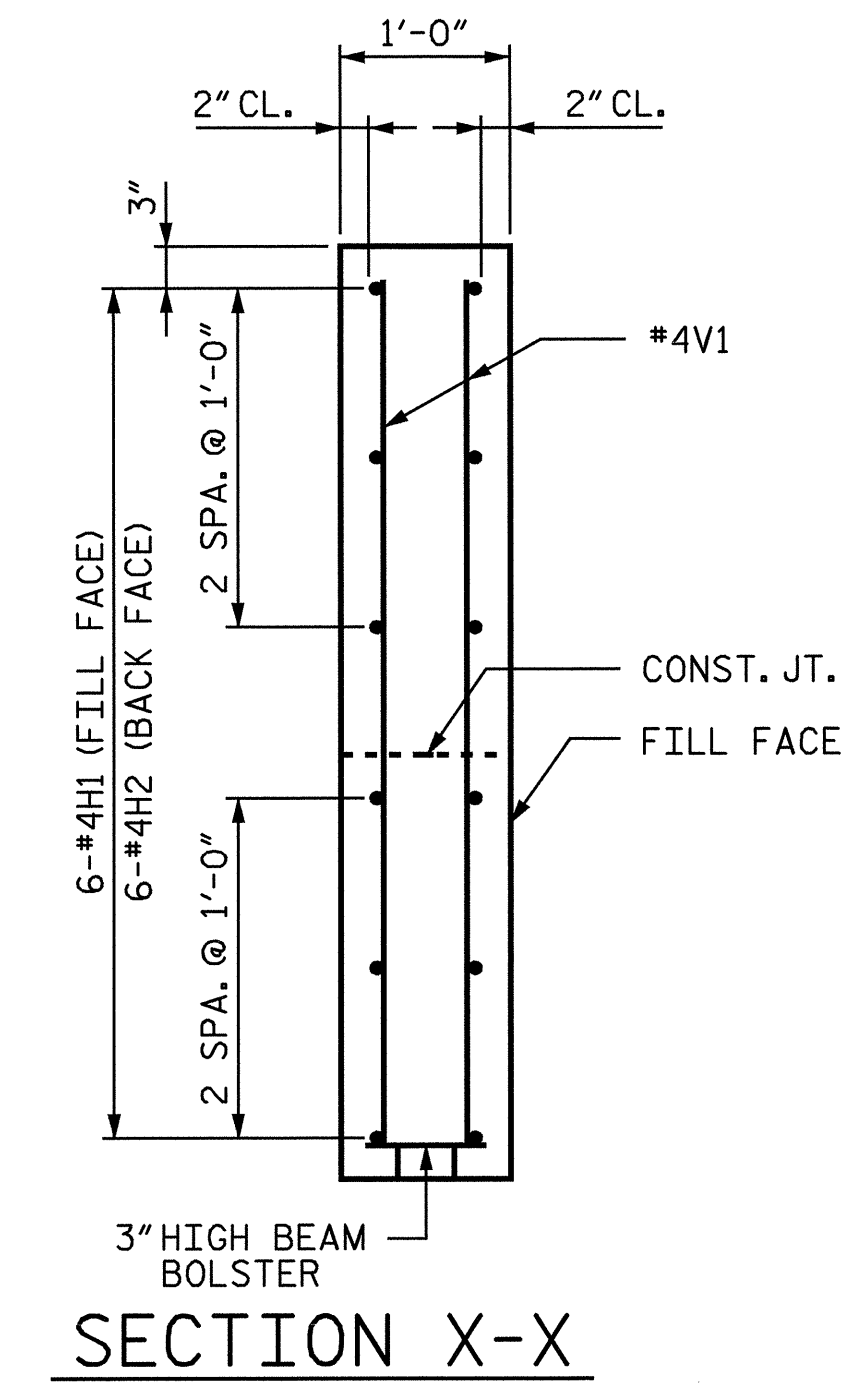 1'-0"
2" CL.
2" CL.
3"
2 SPA. @ 1'-0"
#4V1
6-#4H1 (FILL FACE)
6-#4H2 (BACK FACE)
CONST. JT.
FILL FACE
2 SPA. @ 1'-0"
3" HIGH BEAM
BOLSTER
SECTION X-X